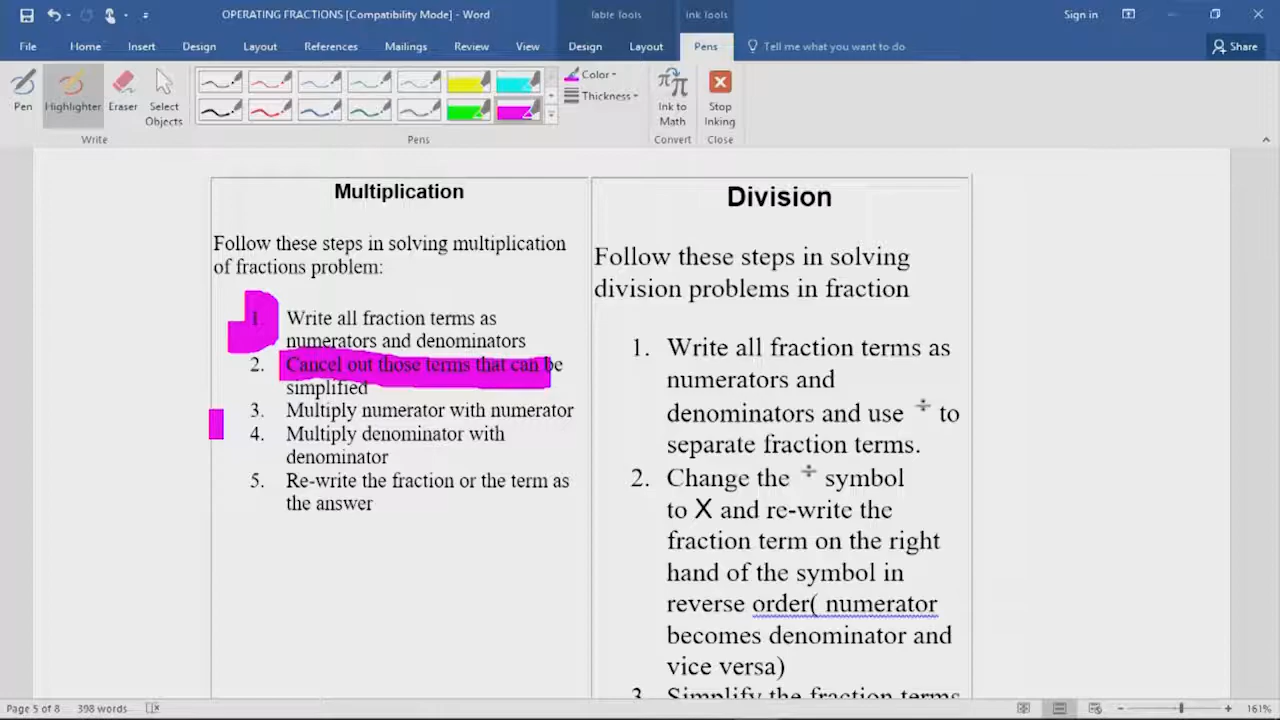 OPERATING FRACTIONS [Compatibility Mode] - Word
Table Tools
Ink Tools
Sign in
File Home Insert Design Layout References Mailings Review View Design Layout Pens Tell me what you want to do Share
Pen Highlighter Eraser Select Objects
Color
Thickness
Ink to Math
Stop Inking
Write Pens Convert Close
Multiplication
Follow these steps in solving multiplication
of fractions problem:
1. Write all fraction terms as
numerators and denominators
2. Cancel out those terms that can be
simplified
3. Multiply numerator with numerator
4. Multiply denominator with
denominator
5. Re-write the fraction or the term as
the answer
Division
Follow these steps in solving
division problems in fraction
1. Write all fraction terms as
numerators and
denominators and use ÷ to
separate fraction terms.
2. Change the ÷ symbol
to X and re-write the
fraction term on the right
hand of the symbol in
reverse order( numerator
becomes denominator and
vice versa)
3. Simplify the fraction terms
Page 5 of 8 398 words 161%